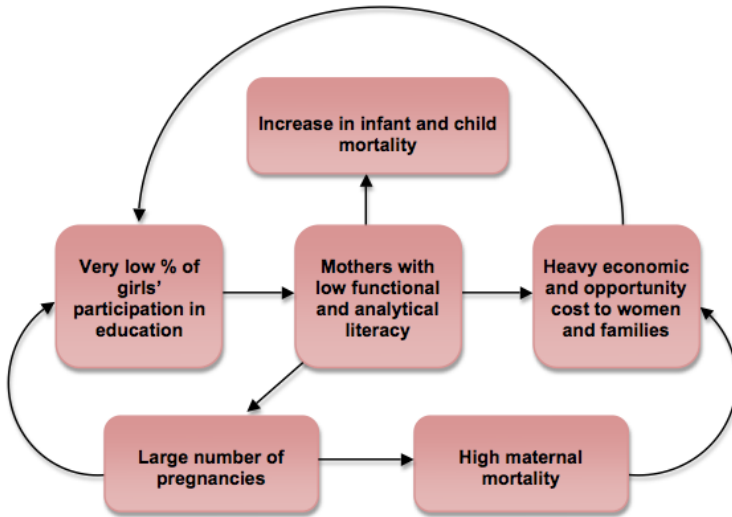 Increase in infant and child
mortality
Very low % of
girls’
participation in
education
Mothers with
low functional
and analytical
literacy
Heavy economic
and opportunity
cost to women
and families
Large number of
pregnancies
High maternal
mortality